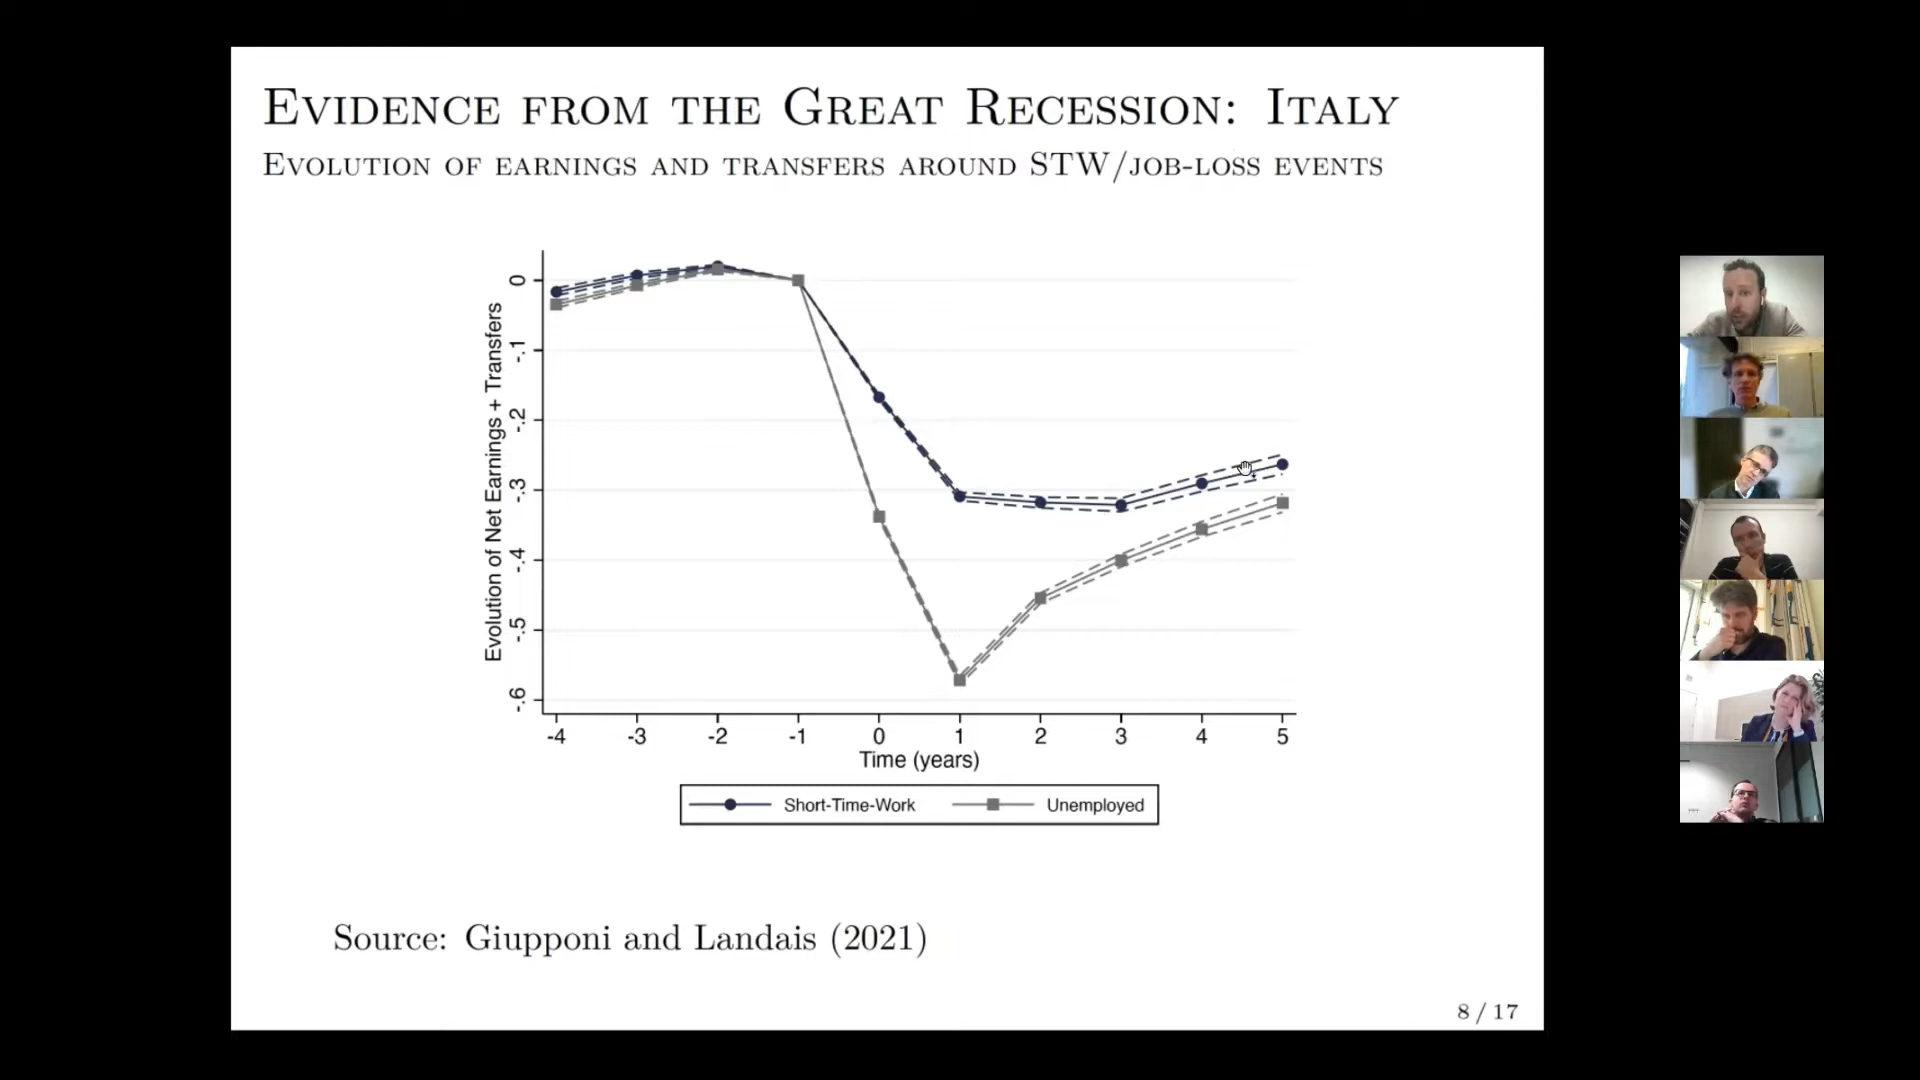 EVIDENCE FROM THE GREAT RECESSION: ITALY
EVOLUTION OF EARNINGS AND TRANSFERS AROUND STW/JOB-LOSS EVENTS
Evolution of Net Earnings + Transfers
0
-.1
-.2
-.3
-.4
-.5
-.6
-4 -3 -2 -1 0 1 2 3 4 5
Time (years)
Short-Time-Work Unemployed
Source: Giupponi and Landais (2021)
8 / 17